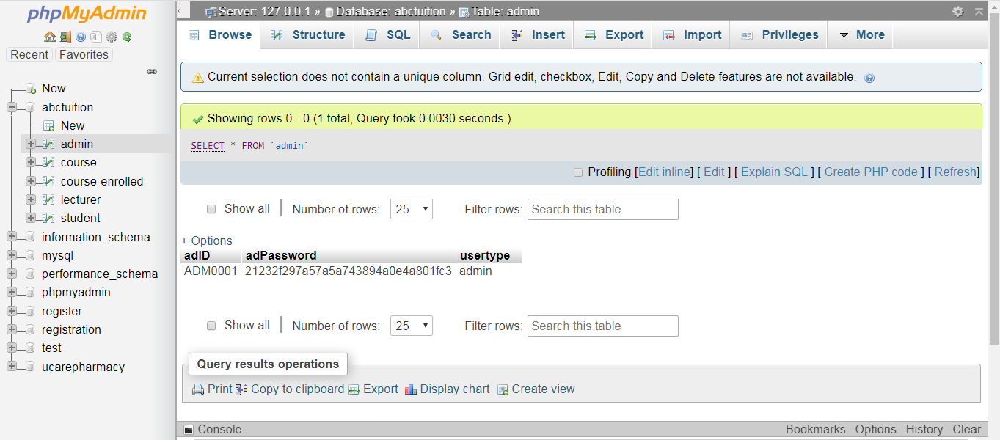 phpMyAdmin
Recent Favorites
New
abctuition
New
admin
course
course-enrolled
lecturer
student
information_schema
mysql
performance_schema
phpmyadmin
register
registration
test
ucarepharmacy
Server: 127.0.0.1 » Database: abctuition » Table: admin
Browse Structure SQL Search Insert Export Import Privileges More
Current selection does not contain a unique column. Grid edit, checkbox, Edit, Copy and Delete features are not available.
Showing rows 0 - 0 (1 total, Query took 0.0030 seconds.)
SELECT * FROM `admin`
Profiling [Edit inline] [ Edit ] [ Explain SQL ] [ Create PHP code ] [ Refresh]
Show all Number of rows: 25 Filter rows: Search this table
+ Options
adID adPassword usertype
ADM0001 21232f297a57a5a743894a0e4a801fc3 admin
Show all Number of rows: 25 Filter rows: Search this table
Query results operations
Print Copy to clipboard Export Display chart Create view
Console Bookmarks Options History Clear